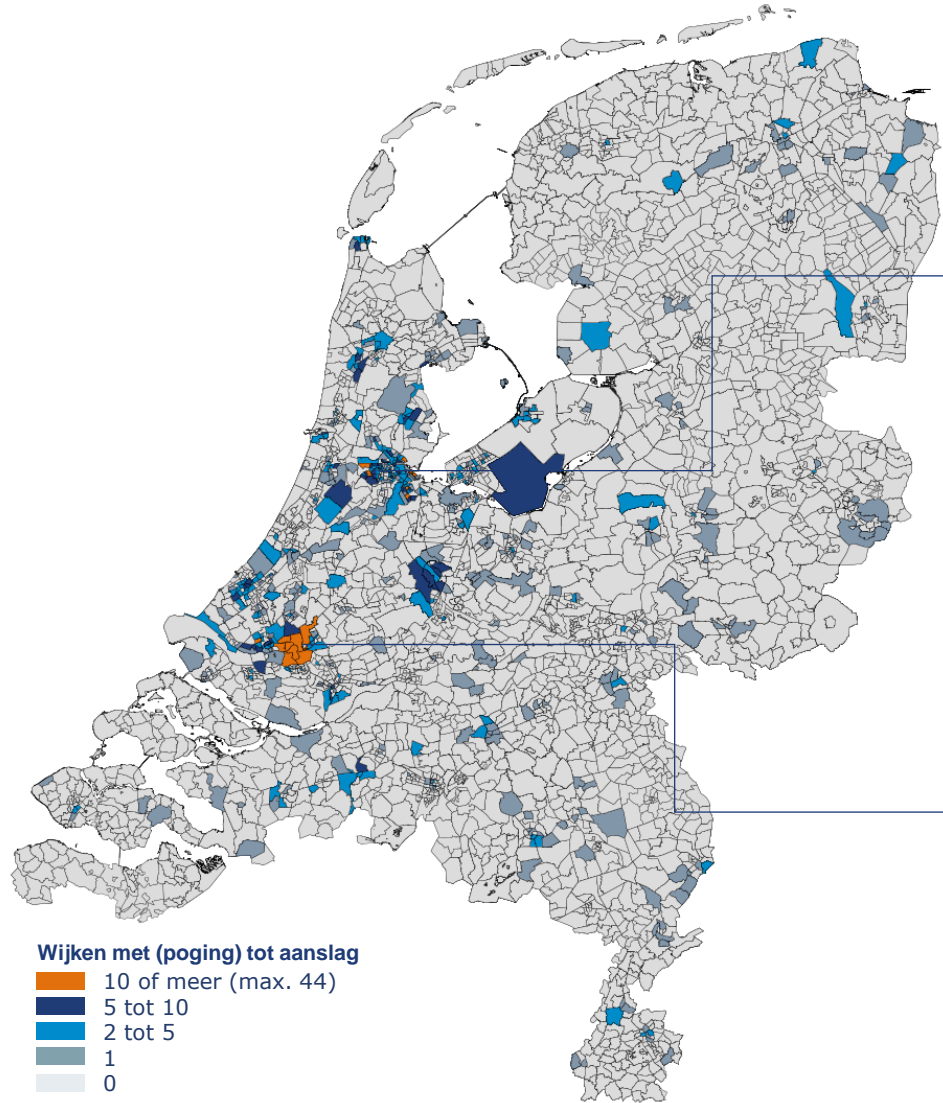 Wijken met (poging) tot aanslag
10 of meer (max. 44)
5 tot 10
2 tot 5
1
0